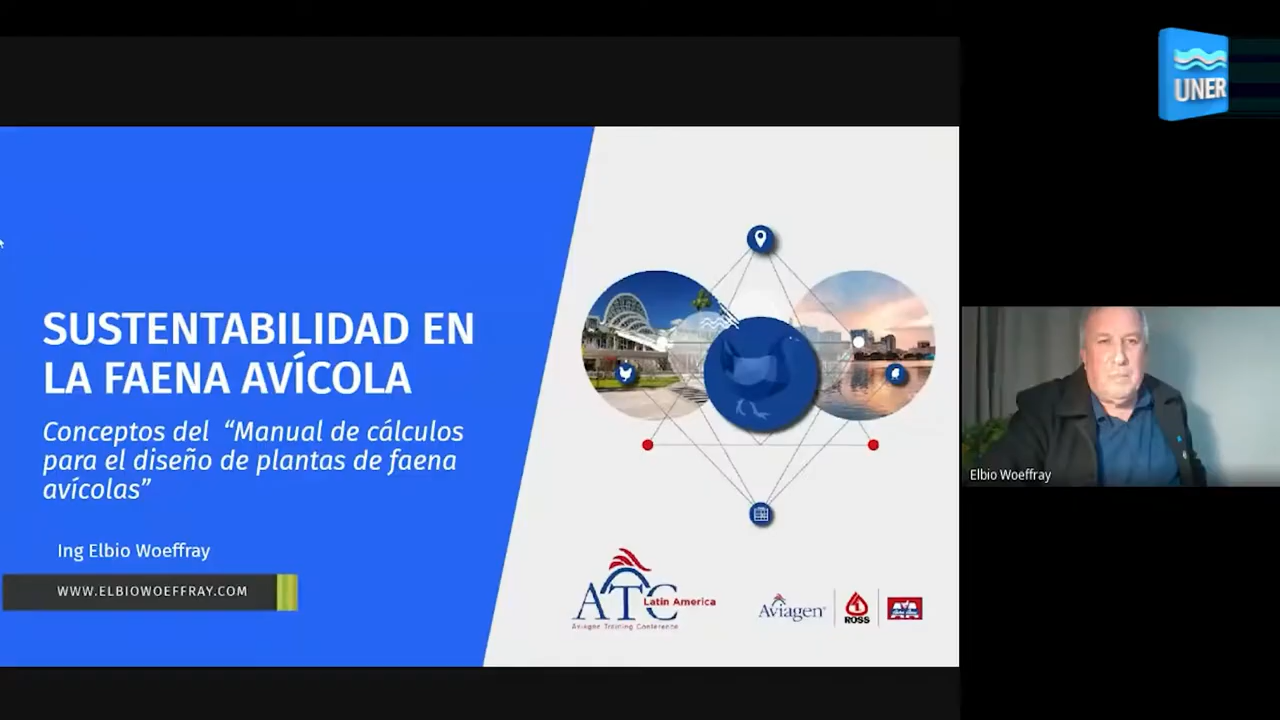 UNER
SUSTENTABILIDAD EN
LA FAENA AVÍCOLA
Conceptos del “Manual de cálculos
para el diseño de plantas de faena
avícolas”
Ing Elbio Woeffray
WWW.ELBIOWOEFFRAY.COM
ATC
Latin America
Aviagen Training Conference
Aviagen
ROSS
Elbio Woeffray